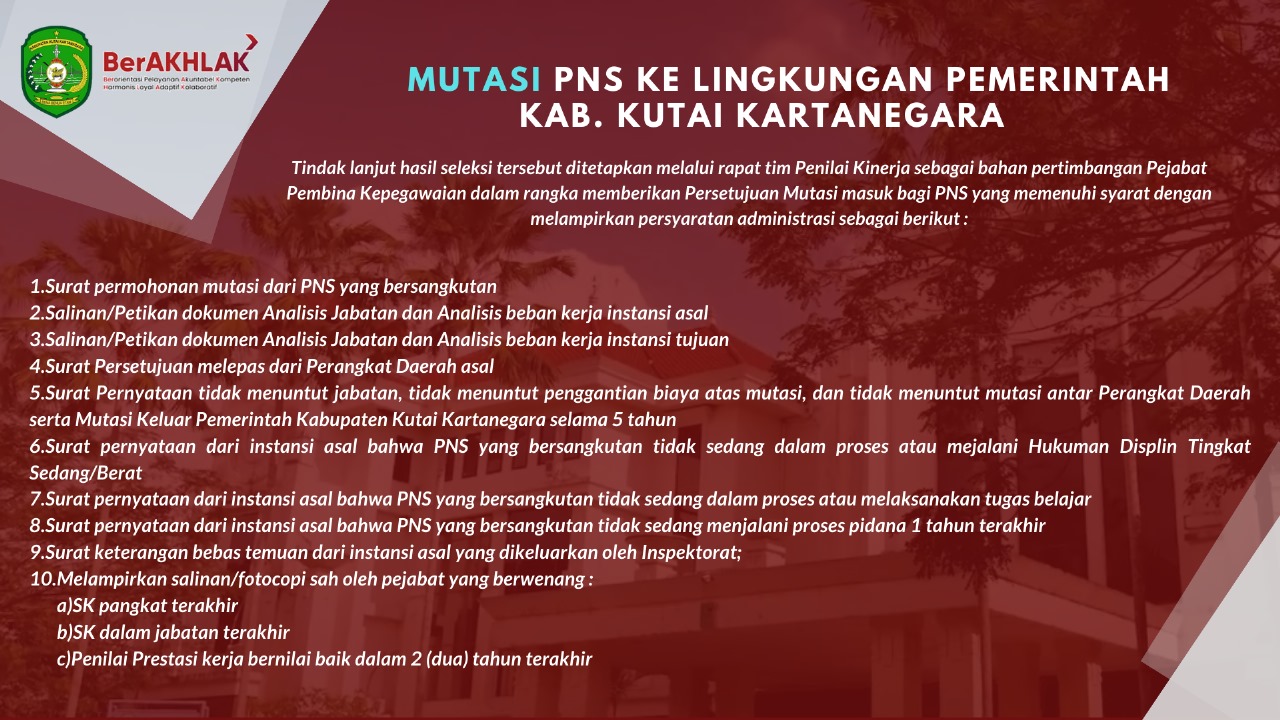 BerAKHLAK
Berorientasi Pelayanan Akuntabel Kompeten
Harmonis Loyal Adaptif Kolaboratif
MUTASI PNS KE LINGKUNGAN PEMERINTAH
KAB. KUTAI KARTANEGARA
Tindak lanjut hasil seleksi tersebut ditetapkan melalui rapat tim Penilai Kinerja sebagai bahan pertimbangan Pejabat
Pembina Kepegawaian dalam rangka memberikan Persetujuan Mutasi masuk bagi PNS yang memenuhi syarat dengan
melampirkan persyaratan administrasi sebagai berikut :
1.Surat permohonan mutasi dari PNS yang bersangkutan
2.Salinan/Petikan dokumen Analisis Jabatan dan Analisis beban kerja instansi asal
3.Salinan/Petikan dokumen Analisis Jabatan dan Analisis beban kerja instansi tujuan
4.Surat Persetujuan melepas dari Perangkat Daerah asal
5.Surat Pernyataan tidak menuntut jabatan, tidak menuntut penggantian biaya atas mutasi, dan tidak menuntut mutasi antar Perangkat Daerah
serta Mutasi Keluar Pemerintah Kabupaten Kutai Kartanegara selama 5 tahun
6.Surat pernyataan dari instansi asal bahwa PNS yang bersangkutan tidak sedang dalam proses atau mejalani Hukuman Displin Tingkat
Sedang/Berat
7.Surat pernyataan dari instansi asal bahwa PNS yang bersangkutan tidak sedang dalam proses atau melaksanakan tugas belajar
8.Surat pernyataan dari instansi asal bahwa PNS yang bersangkutan tidak sedang menjalani proses pidana 1 tahun terakhir
9.Surat keterangan bebas temuan dari instansi asal yang dikeluarkan oleh Inspektorat;
10.Melampirkan salinan/fotocopi sah oleh pejabat yang berwenang :
a)SK pangkat terakhir
b)SK dalam jabatan terakhir
c)Penilai Prestasi kerja bernilai baik dalam 2 (dua) tahun terakhir